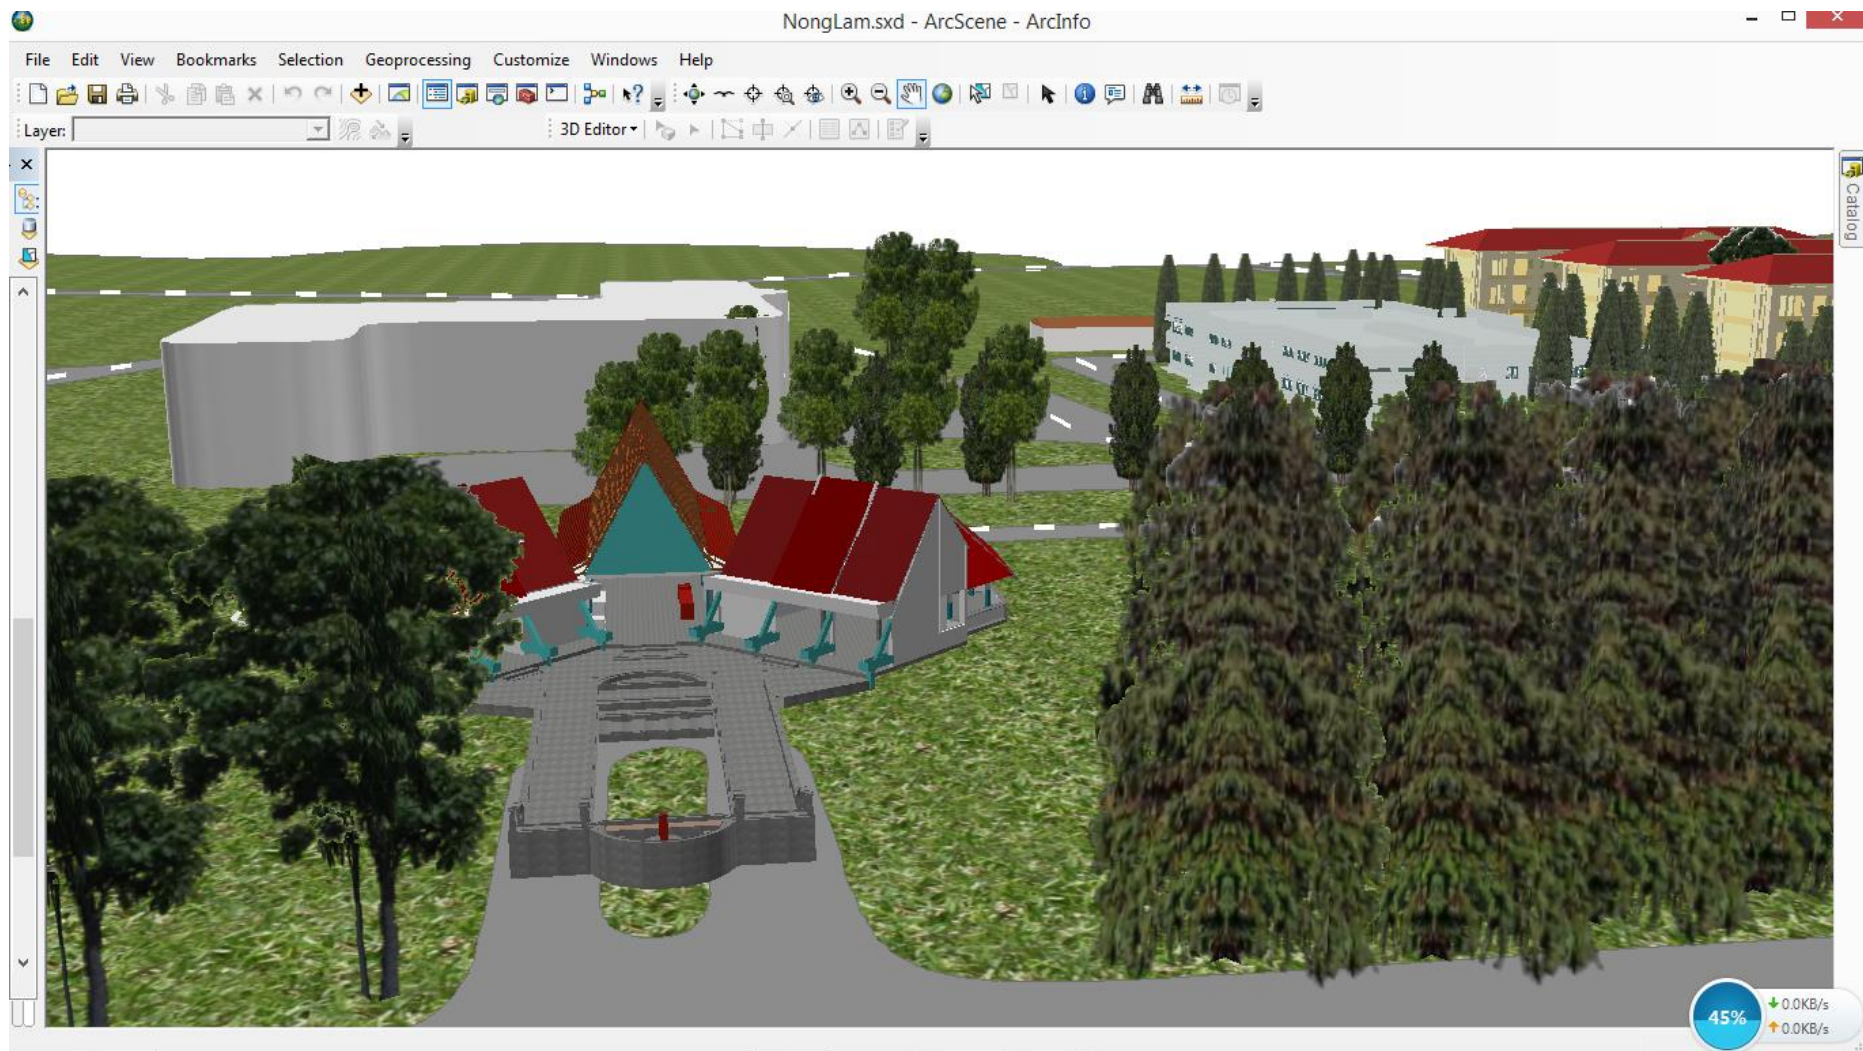 NongLam.sxd - ArcScene - ArcInfo
File Edit View Bookmarks Selection Geoprocessing Customize Windows Help
Layer: 3D Editor
Catalog
45%
0.0KB/s
0.0KB/s